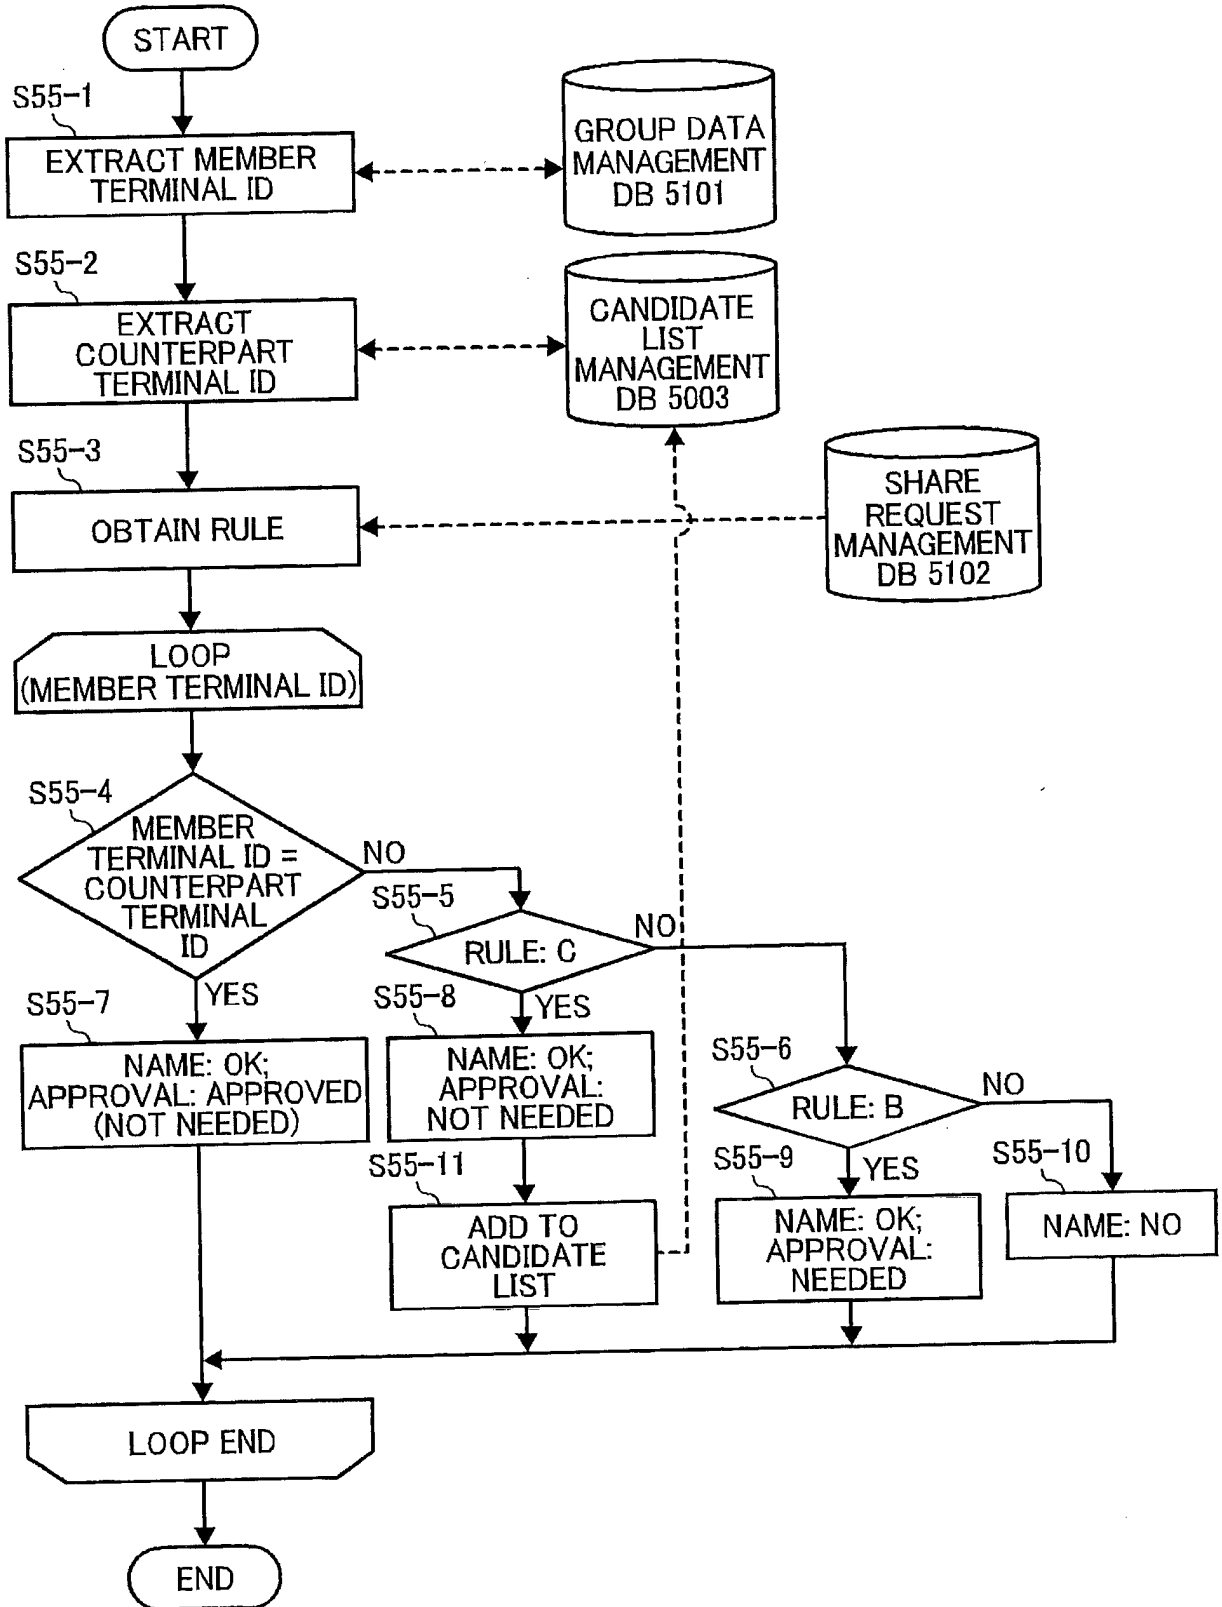 START
S55-1
EXTRACT MEMBER
TERMINAL ID
GROUP DATA
MANAGEMENT
DB 5101
S55-2
EXTRACT
COUNTERPART
TERMINAL ID
CANDIDATE
LIST
MANAGEMENT
DB 5003
S55-3
OBTAIN RULE
SHARE
REQUEST
MANAGEMENT
DB 5102
LOOP
(MEMBER TERMINAL ID)
S55-4
MEMBER
TERMINAL ID =
COUNTERPART
TERMINAL
ID
NO
YES
S55-5
RULE: C
NO
YES
S55-6
RULE: B
NO
YES
S55-7
NAME: OK;
APPROVAL: APPROVED
(NOT NEEDED)
S55-8
NAME: OK;
APPROVAL:
NOT NEEDED
S55-11
ADD TO
CANDIDATE
LIST
S55-9
NAME: OK;
APPROVAL:
NEEDED
S55-10
NAME: NO
LOOP END
END